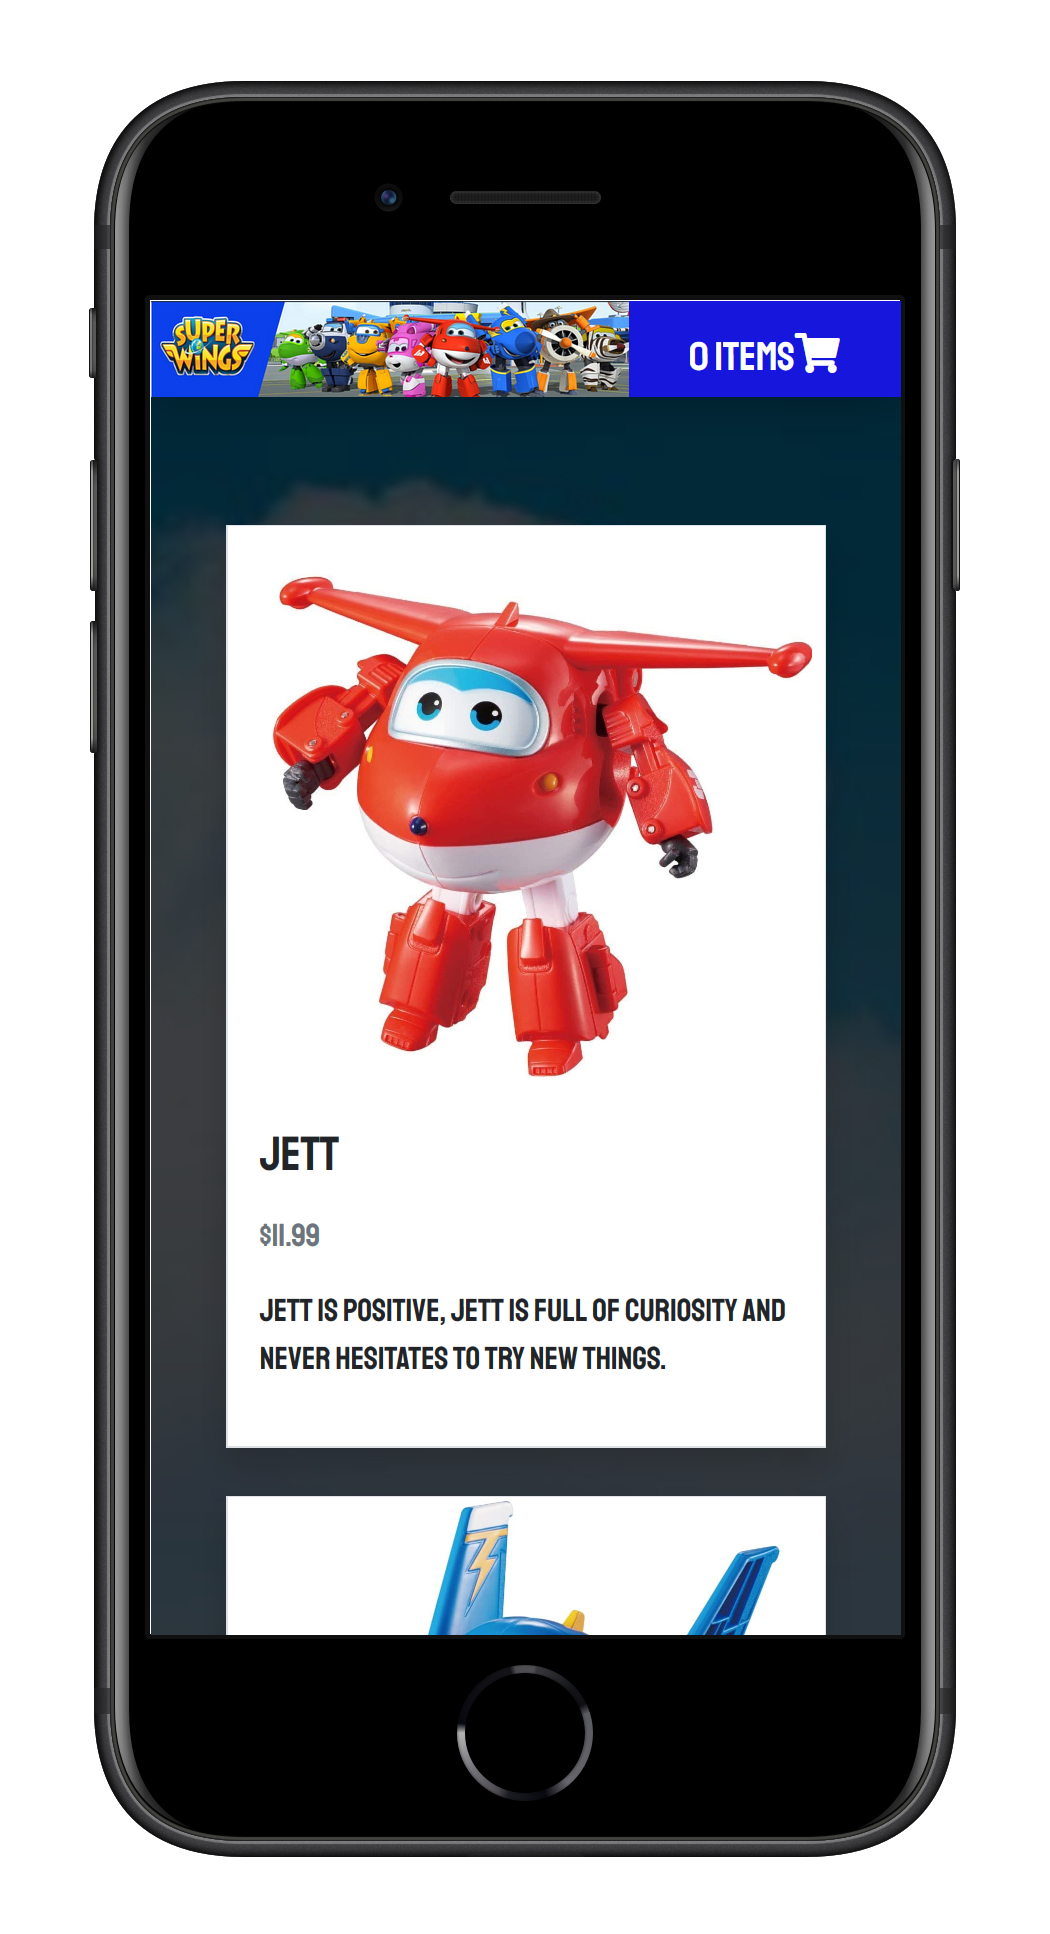 SUPER
WiNGS
0 ITEMS
JETT
$11.99
JETT IS POSITIVE, JETT IS FULL OF CURIOSITY AND
NEVER HESITATES TO TRY NEW THINGS.